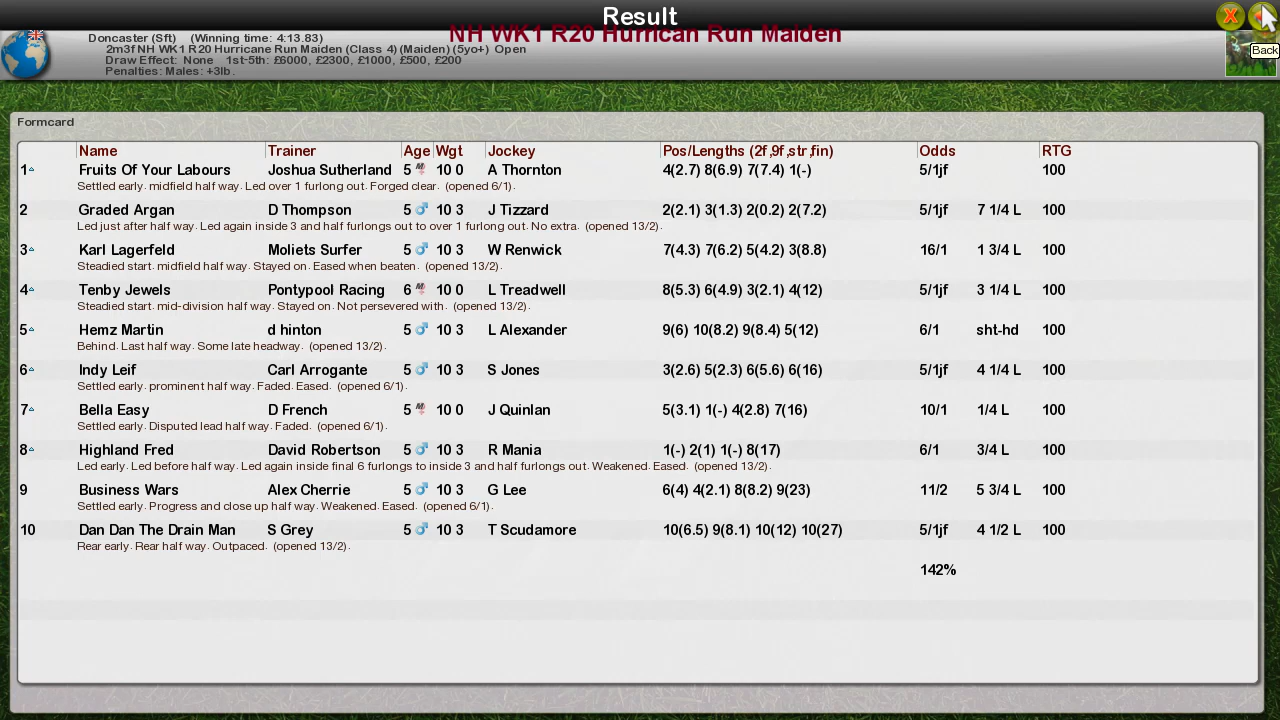 Result
NH WK1 R20 Hurrican Run Maiden
Doncaster (Sft) (Winning time: 4:13.83)
2m3f NH WK1 R20 Hurricane Run Maiden (Class 4) (Maiden) (5yo+) Open
Draw Effect: None 1st-5th: £6000, £2300, £1000, £500, £200
Penalties: Males: +3lb.
Back
Formcard
Name Trainer Age Wgt Jockey Pos/Lengths (2f,9f,str,fin) Odds RTG
1 Fruits Of Your Labours Joshua Sutherland 5 10 0 A Thornton 4(2.7) 8(6.9) 7(7.4) 1(-) 5/1jf 100
Settled early. midfield half way. Led over 1 furlong out. Forged clear. (opened 6/1).
2 Graded Argan D Thompson 5 10 3 J Tizzard 2(2.1) 3(1.3) 2(0.2) 2(7.2) 5/1jf 7 1/4 L 100
Led just after half way. Led again inside 3 and half furlongs out to over 1 furlong out. No extra. (opened 13/2).
3 Karl Lagerfeld Moliets Surfer 5 10 3 W Renwick 7(4.3) 7(6.2) 5(4.2) 3(8.8) 16/1 1 3/4 L 100
Steadied start. midfield half way. Stayed on. Eased when beaten. (opened 13/2).
4 Tenby Jewels Pontypool Racing 6 10 0 L Treadwell 8(5.3) 6(4.9) 3(2.1) 4(12) 5/1jf 3 1/4 L 100
Steadied start. mid-division half way. Stayed on. Not persevered with. (opened 13/2).
5 Hemz Martin d hinton 5 10 3 L Alexander 9(6) 10(8.2) 9(8.4) 5(12) 6/1 sht-hd 100
Behind. Last half way. Some late headway. (opened 13/2).
6 Indy Leif Carl Arrogante 5 10 3 S Jones 3(2.6) 5(2.3) 6(5.6) 6(16) 5/1jf 4 1/4 L 100
Settled early. prominent half way. Faded. Eased. (opened 6/1).
7 Bella Easy D French 5 10 0 J Quinlan 5(3.1) 1(-) 4(2.8) 7(16) 10/1 1/4 L 100
Settled early. Disputed lead half way. Faded. (opened 6/1).
8 Highland Fred David Robertson 5 10 3 R Mania 1(-) 2(1) 1(-) 8(17) 6/1 3/4 L 100
Led early. Led before half way. Led again inside final 6 furlongs to inside 3 and half furlongs out. Weakened. Eased. (opened 13/2).
9 Business Wars Alex Cherrie 5 10 3 G Lee 6(4) 4(2.1) 8(8.2) 9(23) 11/2 5 3/4 L 100
Settled early. Progress and close up half way. Weakened. Eased. (opened 6/1).
10 Dan Dan The Drain Man S Grey 5 10 3 T Scudamore 10(6.5) 9(8.1) 10(12) 10(27) 5/1jf 4 1/2 L 100
Rear early. Rear half way. Outpaced. (opened 13/2).
142%